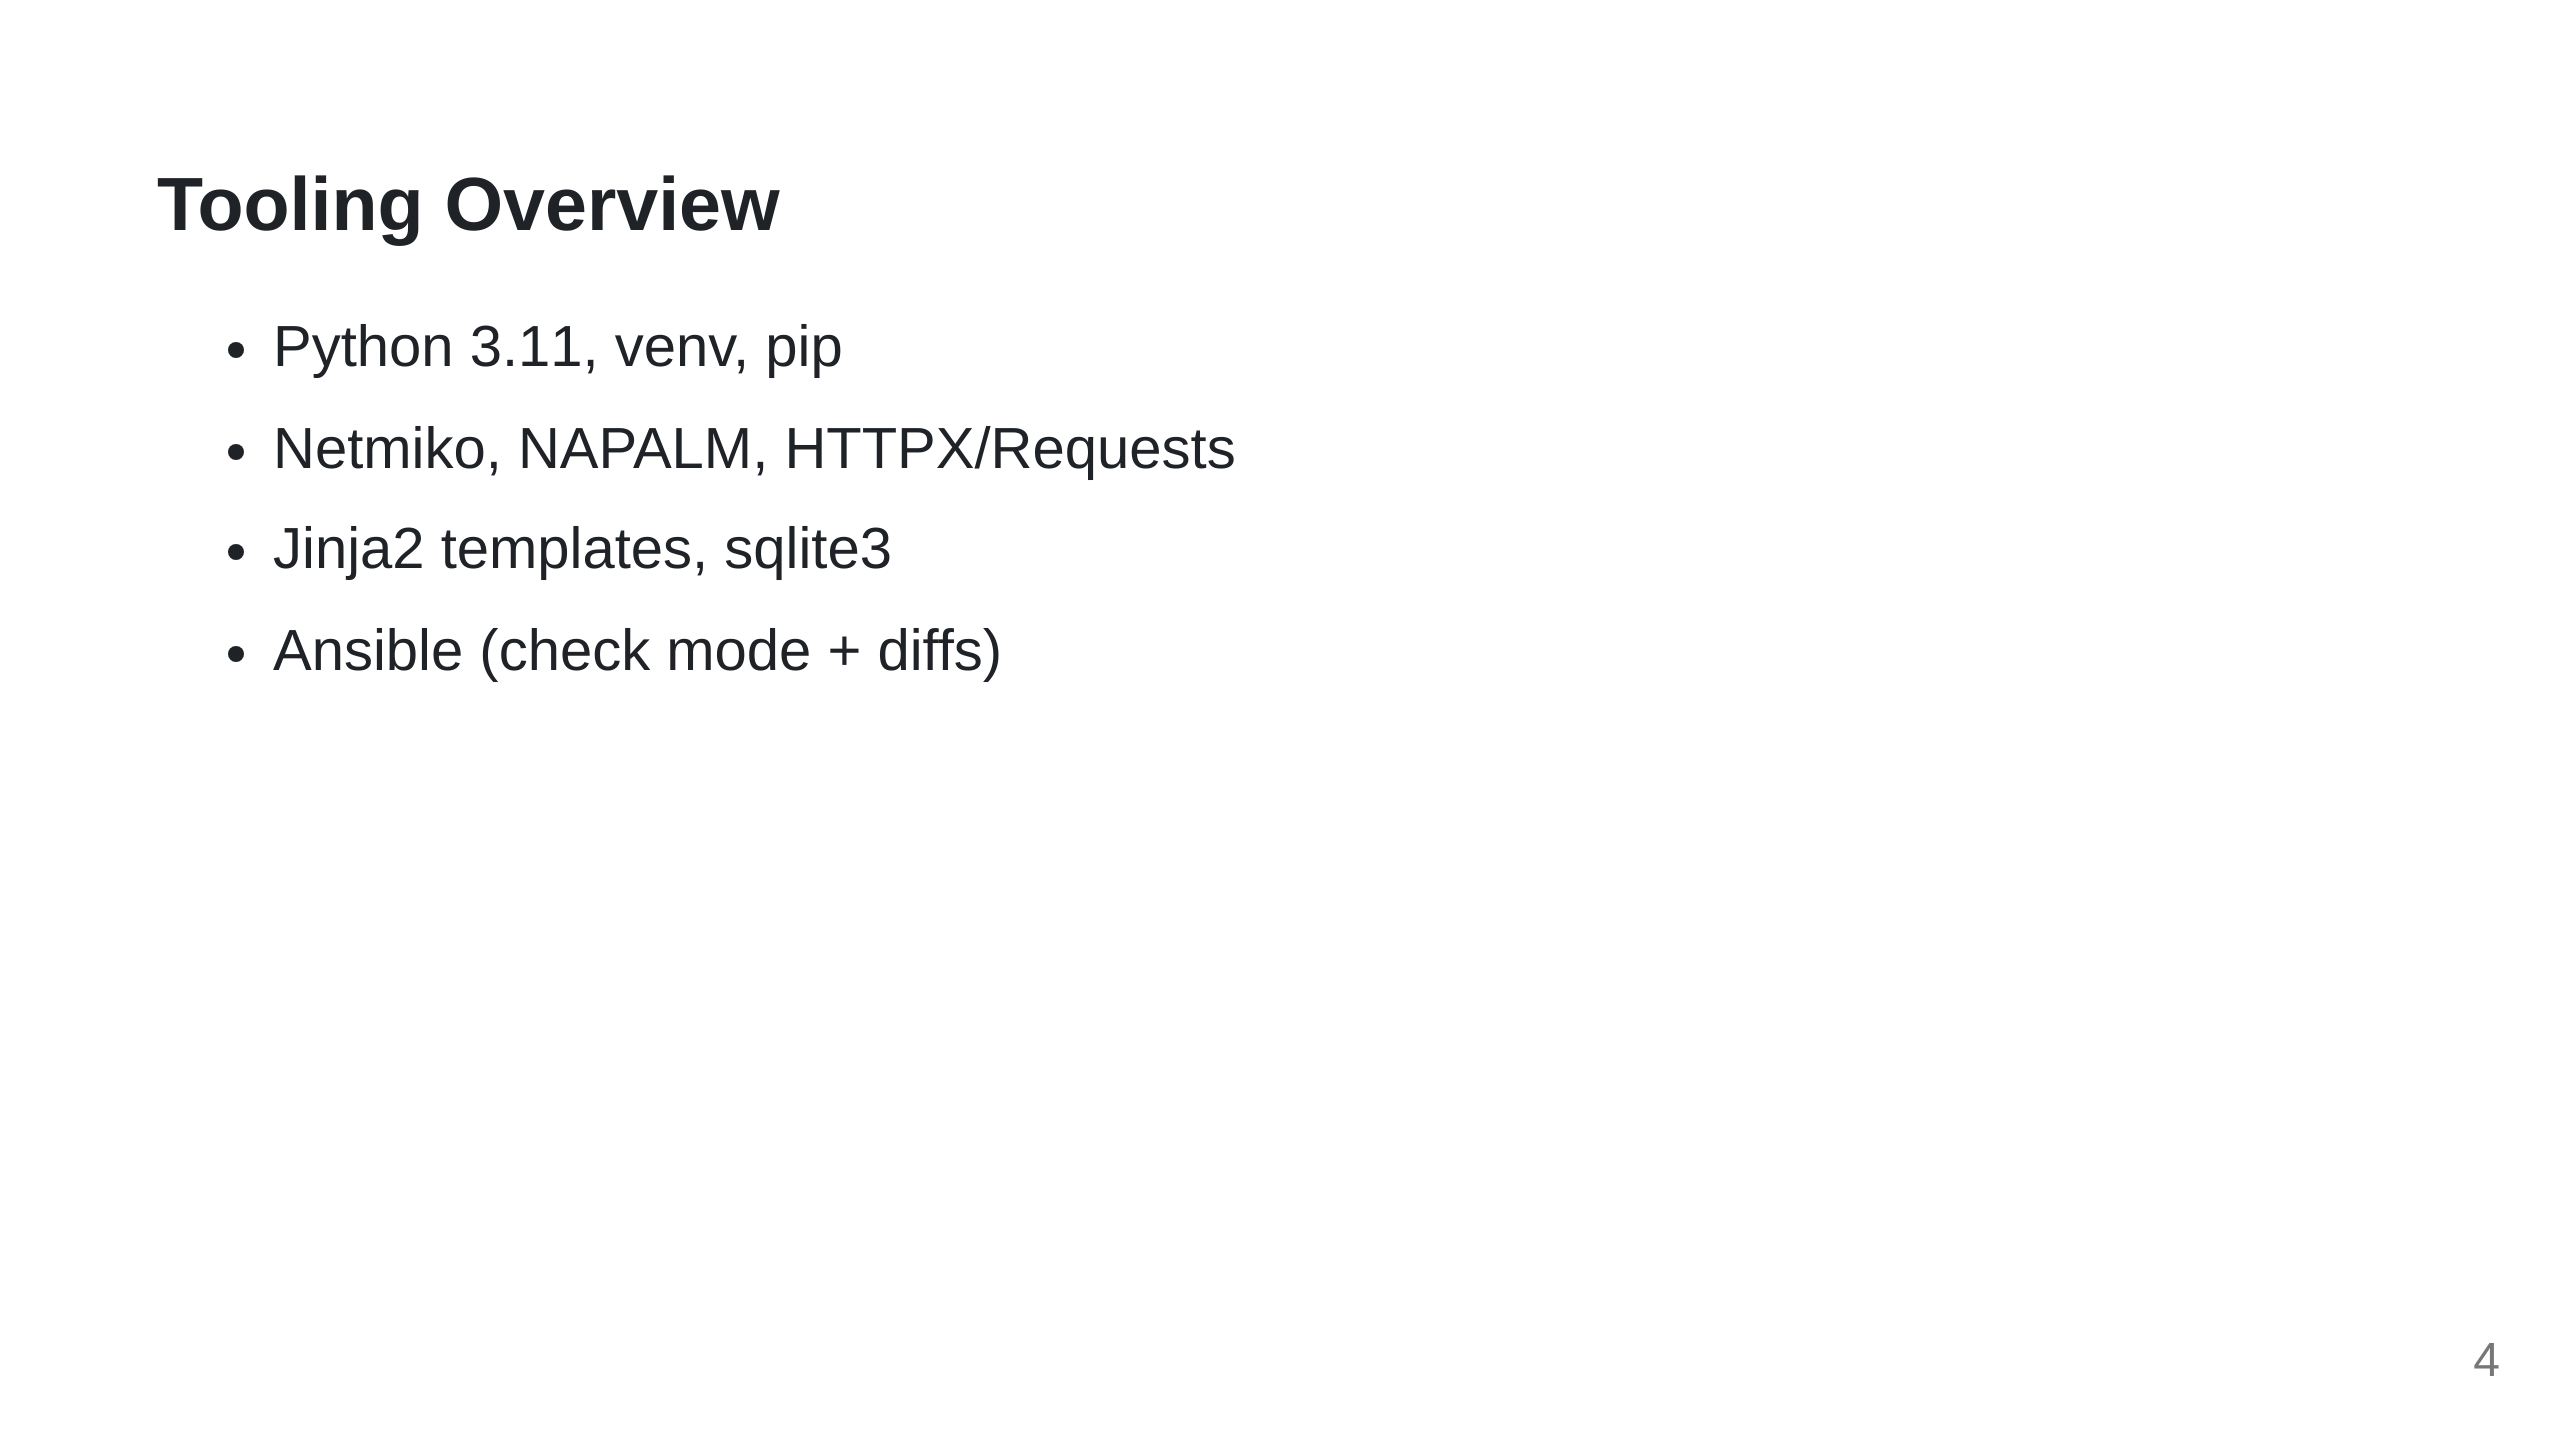 Tooling Overview
• Python 3.11, venv, pip
• Netmiko, NAPALM, HTTPX/Requests
• Jinja2 templates, sqlite3
• Ansible (check mode + diffs)
4